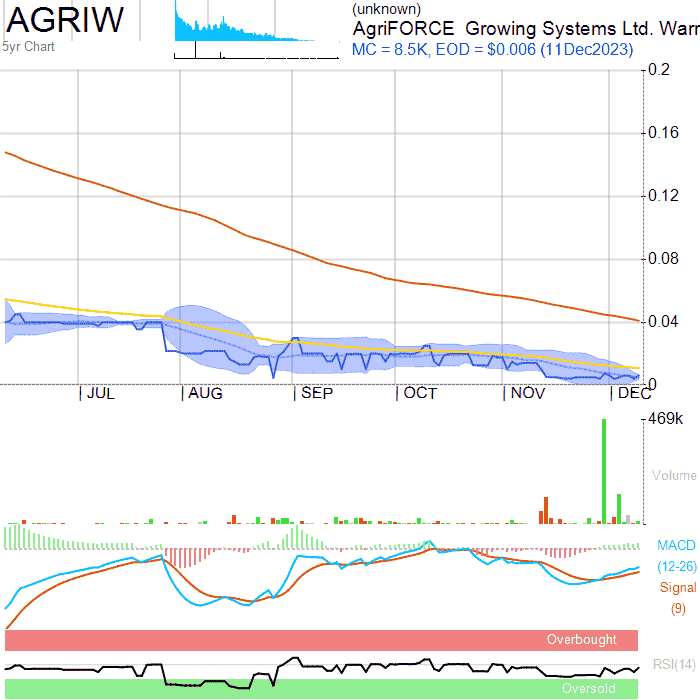 AGRIW
5yr Chart
(unknown)
AgriFORCE Growing Systems Ltd. Warr
MC = 8.5K, EOD = $0.006 (11Dec2023)
0.2
0.16
0.12
0.08
0.04
0
JUL AUG SEP OCT NOV DEC
469k
Volume
MACD
(12-26)
Signal
(9)
Overbought
RSI(14)
Oversold